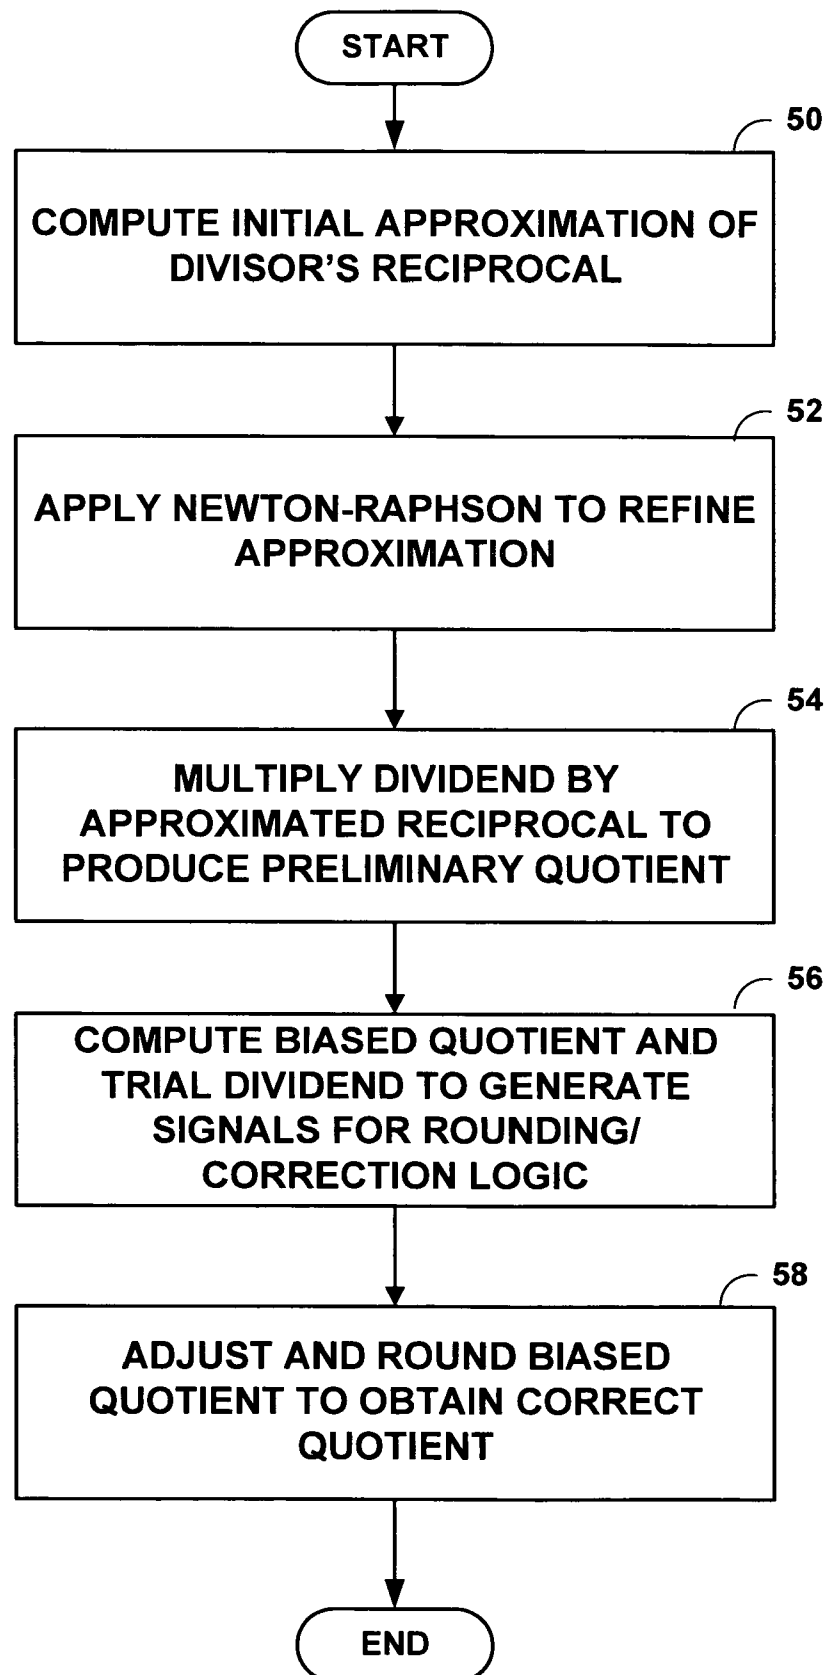 START
50
COMPUTE INITIAL APPROXIMATION OF
DIVISOR'S RECIPROCAL
52
APPLY NEWTON-RAPHSON TO REFINE
APPROXIMATION
54
MULTIPLY DIVIDEND BY
APPROXIMATED RECIPROCAL TO
PRODUCE PRELIMINARY QUOTIENT
56
COMPUTE BIASED QUOTIENT AND
TRIAL DIVIDEND TO GENERATE
SIGNALS FOR ROUNDING/
CORRECTION LOGIC
58
ADJUST AND ROUND BIASED
QUOTIENT TO OBTAIN CORRECT
QUOTIENT
END